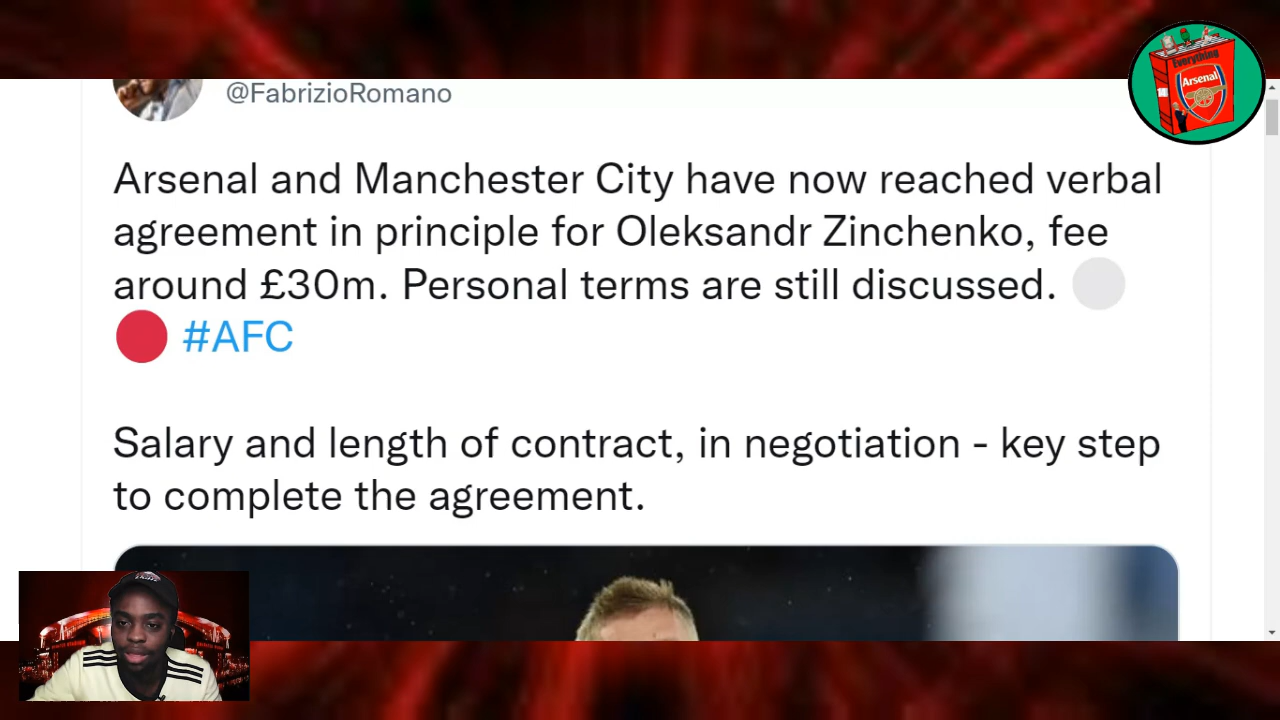 Everything
Arsenal
@FabrizioRomano
Arsenal and Manchester City have now reached verbal
agreement in principle for Oleksandr Zinchenko, fee
around £30m. Personal terms are still discussed.
#AFC
Salary and length of contract, in negotiation - key step
to complete the agreement.